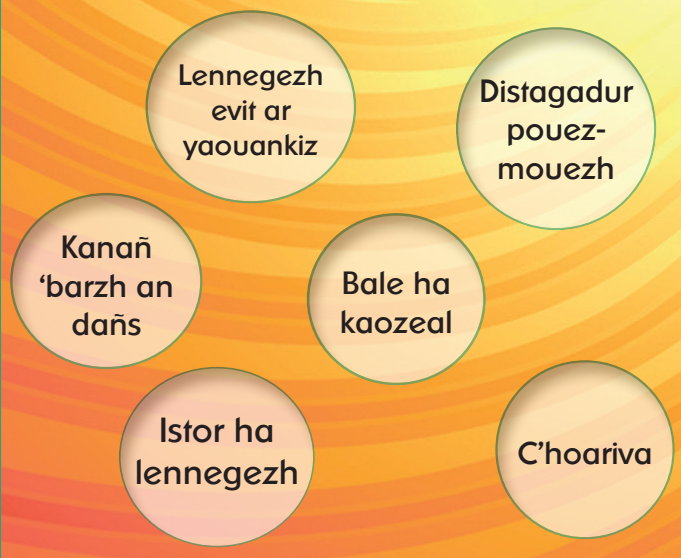 Lennegezh
evit ar
yaouankiz
Distagadur
pouez-
mouezh
Kanañ
‘barzh an
dañs
Bale ha
kaozeal
Istor ha
lennegezh
C’hoariva